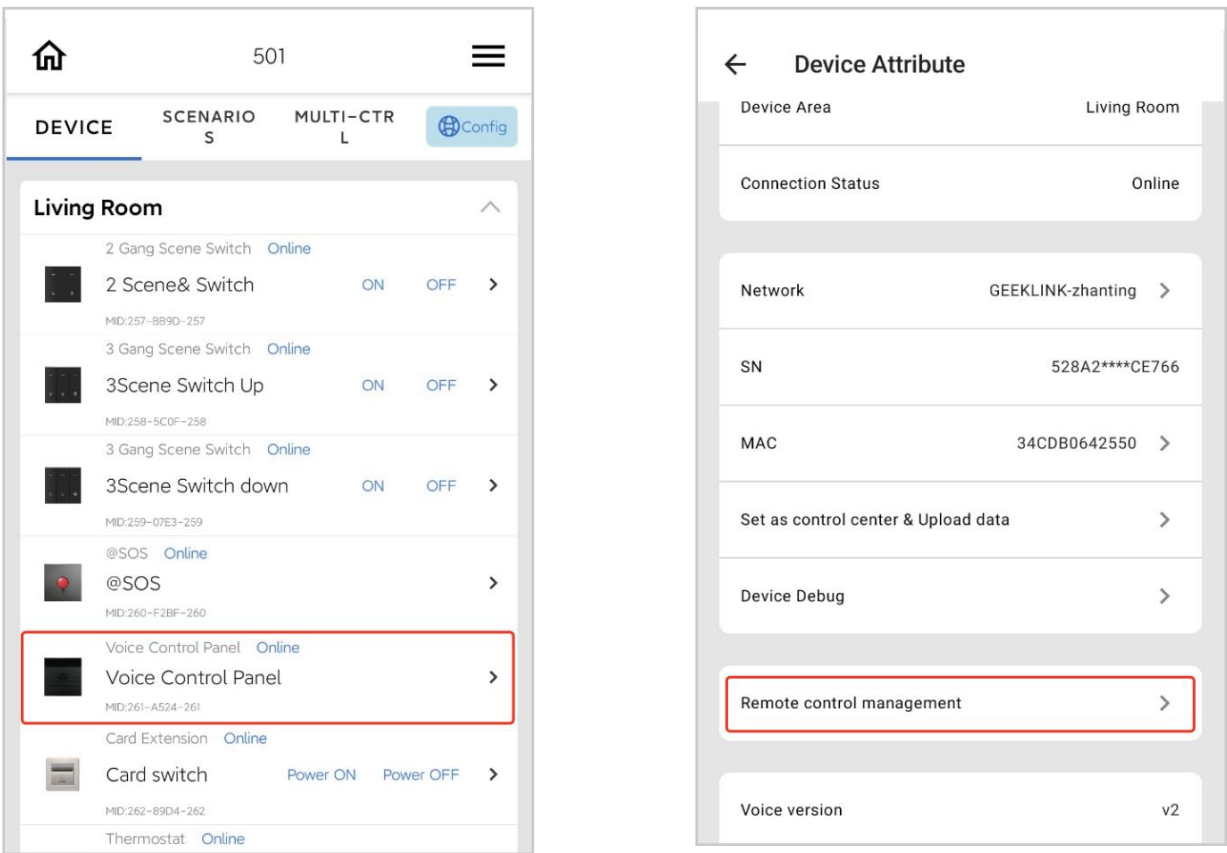 501
DEVICE
SCENARIO
S
MULTI-CTR
L
Config
Living Room
2 Gang Scene Switch Online
2 Scene& Switch ON OFF
MID:257-BB9D-257
3 Gang Scene Switch Online
3Scene Switch Up ON OFF
MID:258-5C0F-258
3 Gang Scene Switch Online
3Scene Switch down ON OFF
MID:259-07E3-259
@SOS Online
@SOS
MID:260-F2BF-260
Voice Control Panel Online
Voice Control Panel
MID:261-A524-261
Card Extension Online
Card switch Power ON Power OFF
MID:262-89D4-262
Thermostat Online
Device Attribute
Device Area Living Room
Connection Status Online
Network GEEKLINK-zhanting
SN 528A2****CE766
MAC 34CDB0642550
Set as control center & Upload data
Device Debug
Remote control management
Voice version v2